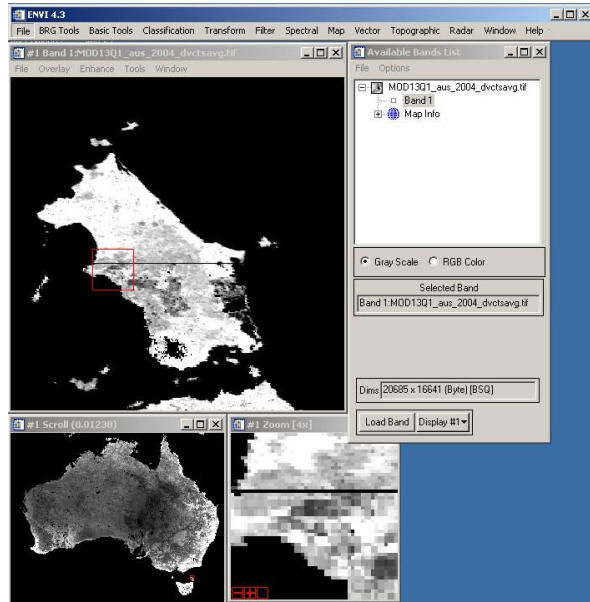 ENVI 4.3
File BRG Tools Basic Tools Classification Transform Filter Spectral Map Vector Topographic Radar Window Help
#1 Band 1:MOD13Q1_aus_2004_dvctsavg.tif
File Overlay Enhance Tools Window
Available Bands List
File Options
MOD13Q1_aus_2004_dvctsavg.tif
Band 1
Map Info
Gray Scale RGB Color
Selected Band
Band 1:MOD13Q1_aus_2004_dvctsavg.tif
Dims 20685 x 16641 (Byte) [BSQ]
Load Band Display #1
#1 Scroll (0.01230)
#1 Zoom [4x]